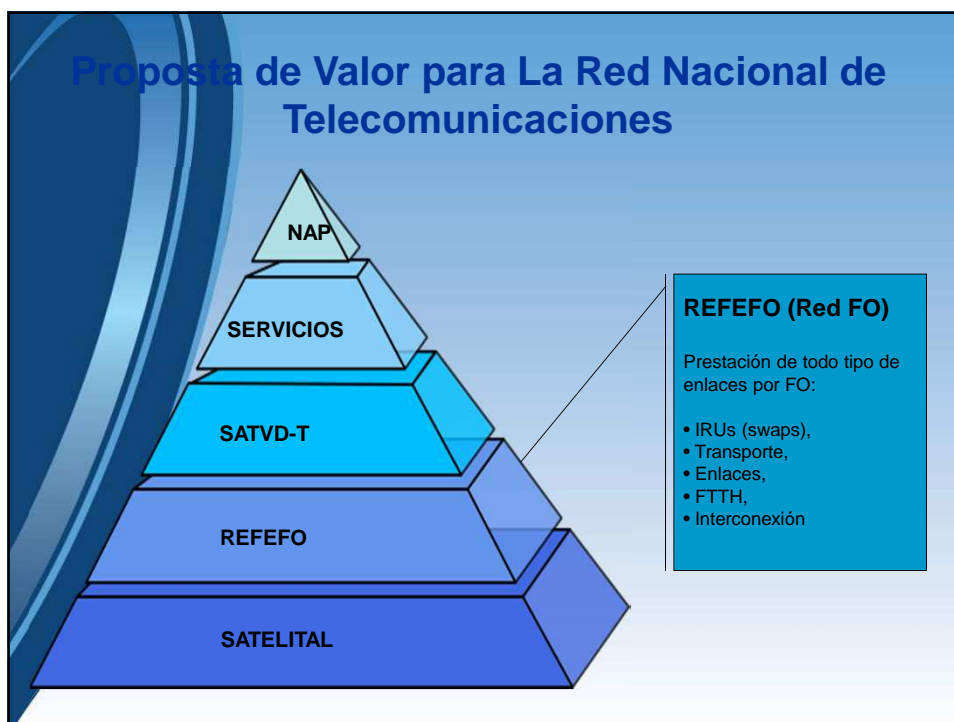 Proposta de Valor para La Red Nacional de
Telecomunicaciones
NAP
SERVICIOS
SATVD-T
REFEFO
SATELITAL
REFEFO (Red FO)
Prestación de todo tipo de
enlaces por FO:
• IRUs (swaps),
• Transporte,
• Enlaces,
• FTTH,
• Interconexión